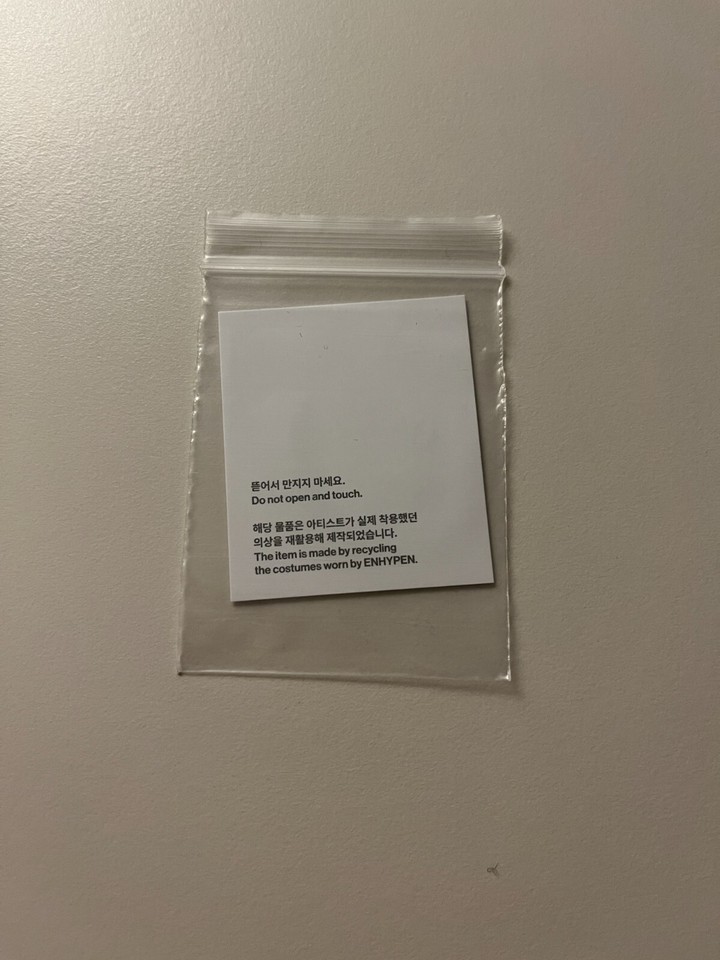 뜯어서 만지지 마세요.
Do not open and touch.
해당 물품은 아티스트가 실제 착용했던
의상을 재활용해 제작되었습니다.
The item is made by recycling
the costumes worn by ENHYPEN.